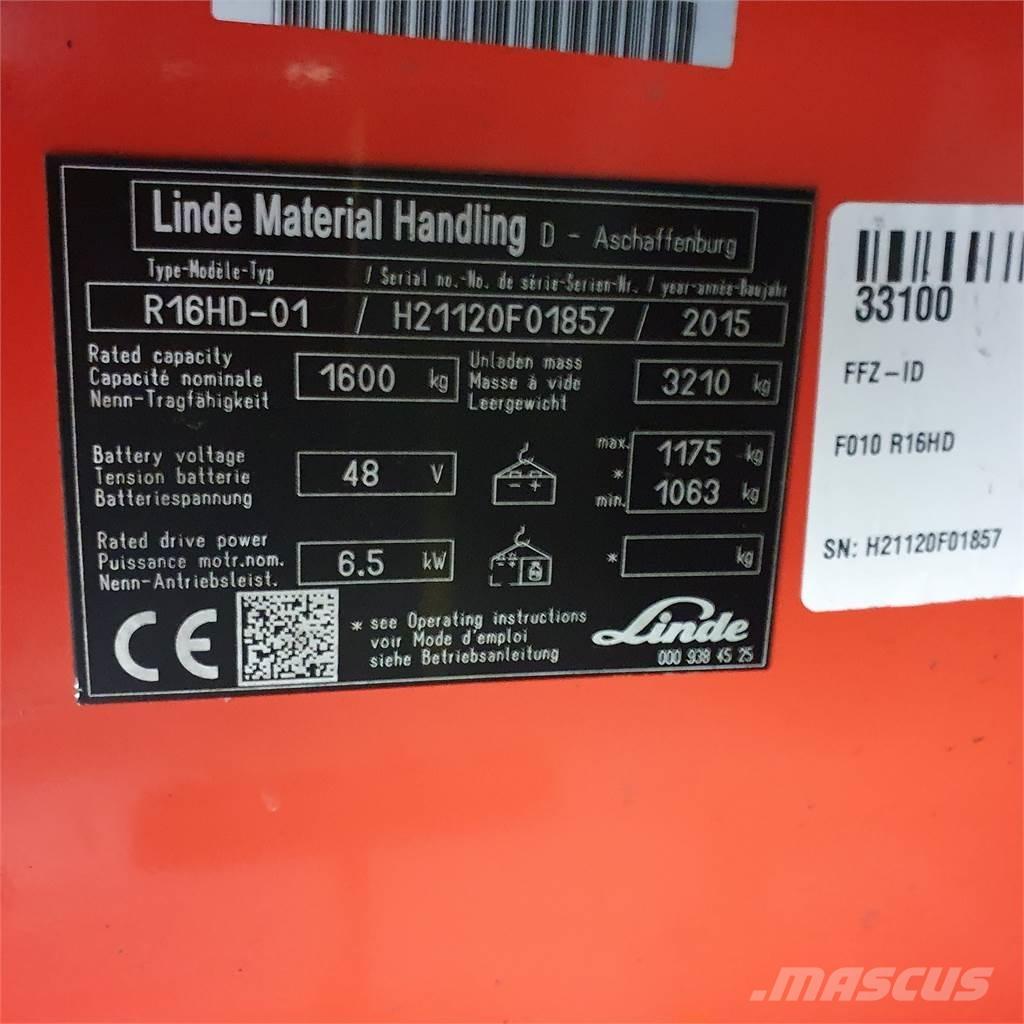 Linde Material Handling D - Aschaffenburg
Type-Modèle-Typ / Serial no.-No. de série-Serien-Nr. / year-année-Baujahr
R16HD-01 / H21120F01857 / 2015
Rated capacity
Capacité nominale
Nenn-Tragfähigkeit
1600 kg
Unladen mass
Masse à vide
Leergewicht
3210 kg
Battery voltage
Tension batterie
Batteriespannung
48 V
- +
max. 1175 kg
*
min. 1063 kg
Rated drive power
Puissance motr.nom.
Nenn-Antriebsleist.
6.5 kW
* kg
CE
* see Operating instructions
voir Mode d'emploi
siehe Betriebsanleitung
Linde
000 938 45 25
33100
FFZ-ID
F010 R16HD
SN: H21120F01857
.MASCUS